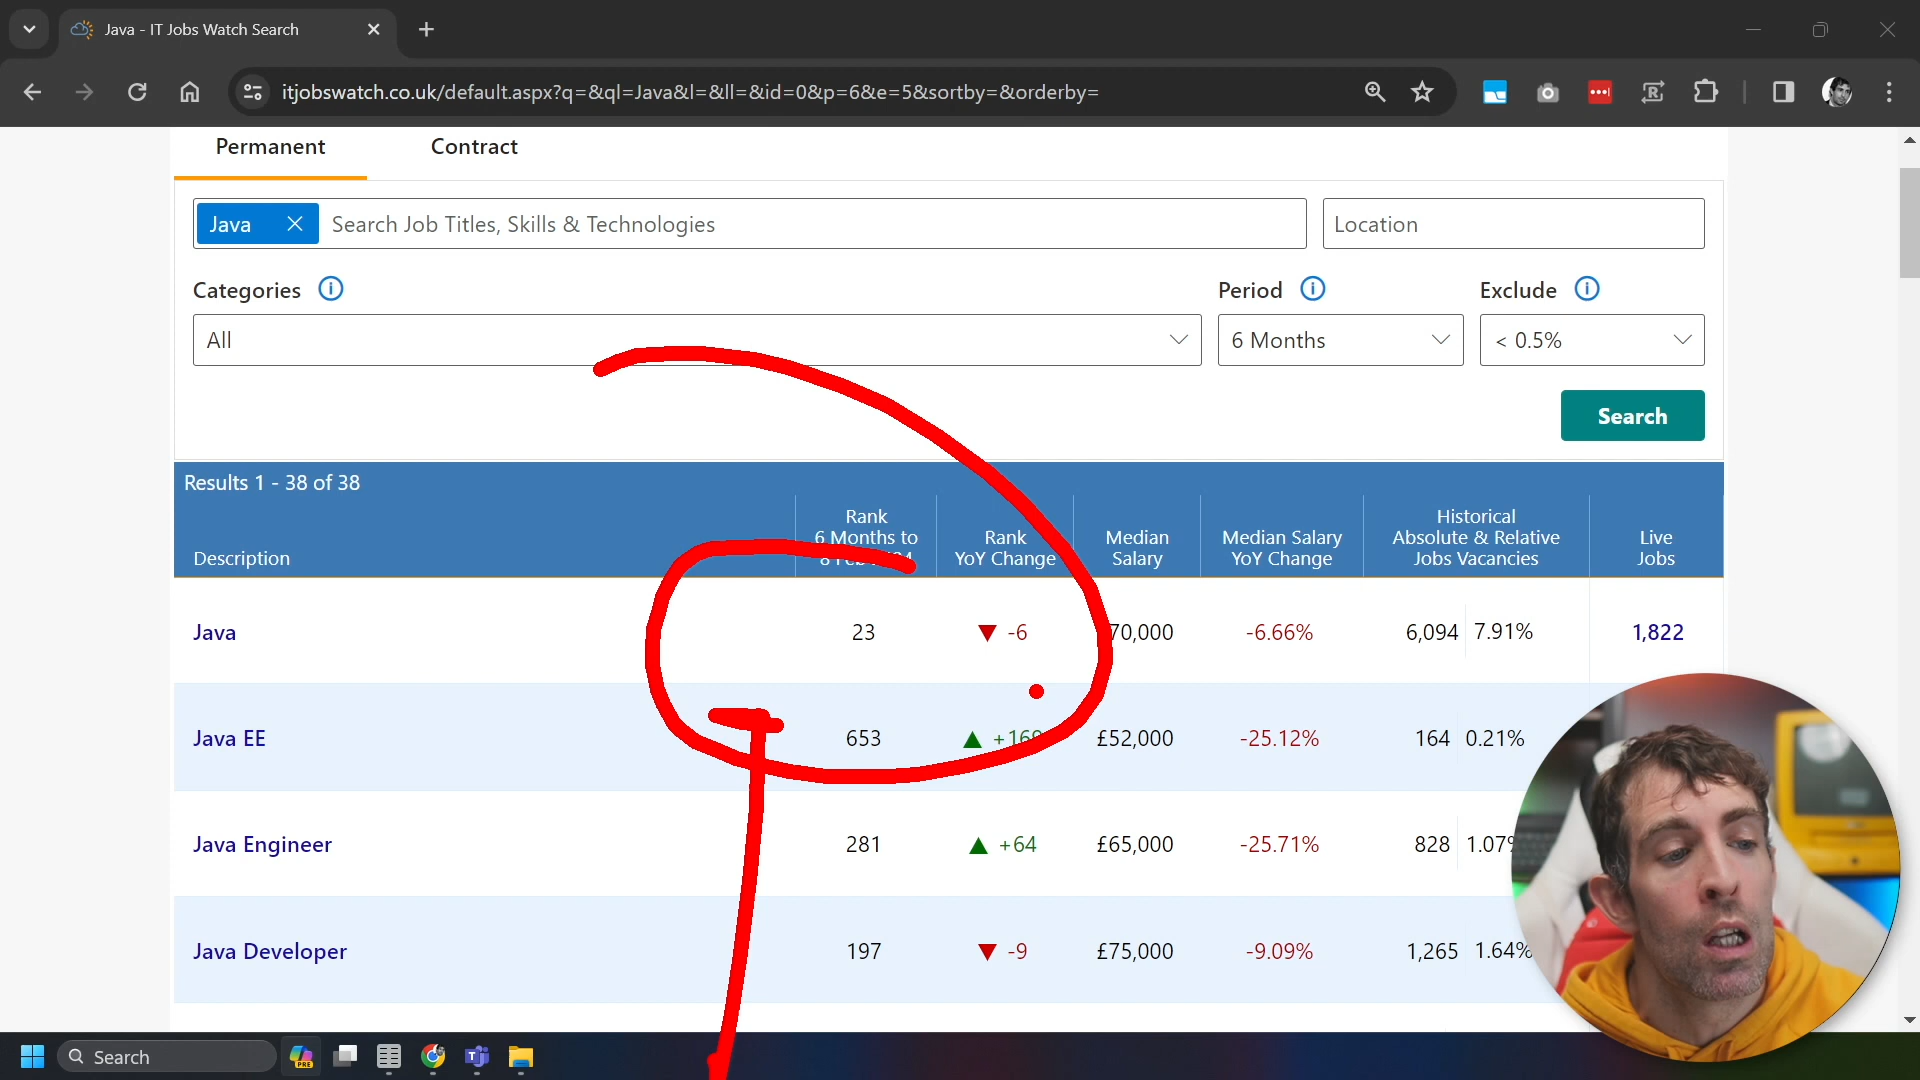 Java - IT Jobs Watch Search
itjobswatch.co.uk/default.aspx?q=&ql=Java&l=&ll=&id=0&p=6&e=5&sortby=&orderby=
Permanent Contract
Java Search Job Titles, Skills & Technologies Location
Categories Period Exclude
All 6 Months < 0.5%
Search
Results 1 - 38 of 38
Description
Rank
6 Months to
8 Feb
Rank
YoY Change
Median
Salary
Median Salary
YoY Change
Historical
Absolute & Relative
Jobs Vacancies
Live
Jobs
Java 23 ▼ -6 70,000 -6.66% 6,094 7.91% 1,822
Java EE 653 ▲ £52,000 -25.12% 164 0.21%
Java Engineer 281 ▲ +64 £65,000 -25.71% 828 1.07%
Java Developer 197 ▼ -9 £75,000 -9.09% 1,265 1.64%
Search
PRE